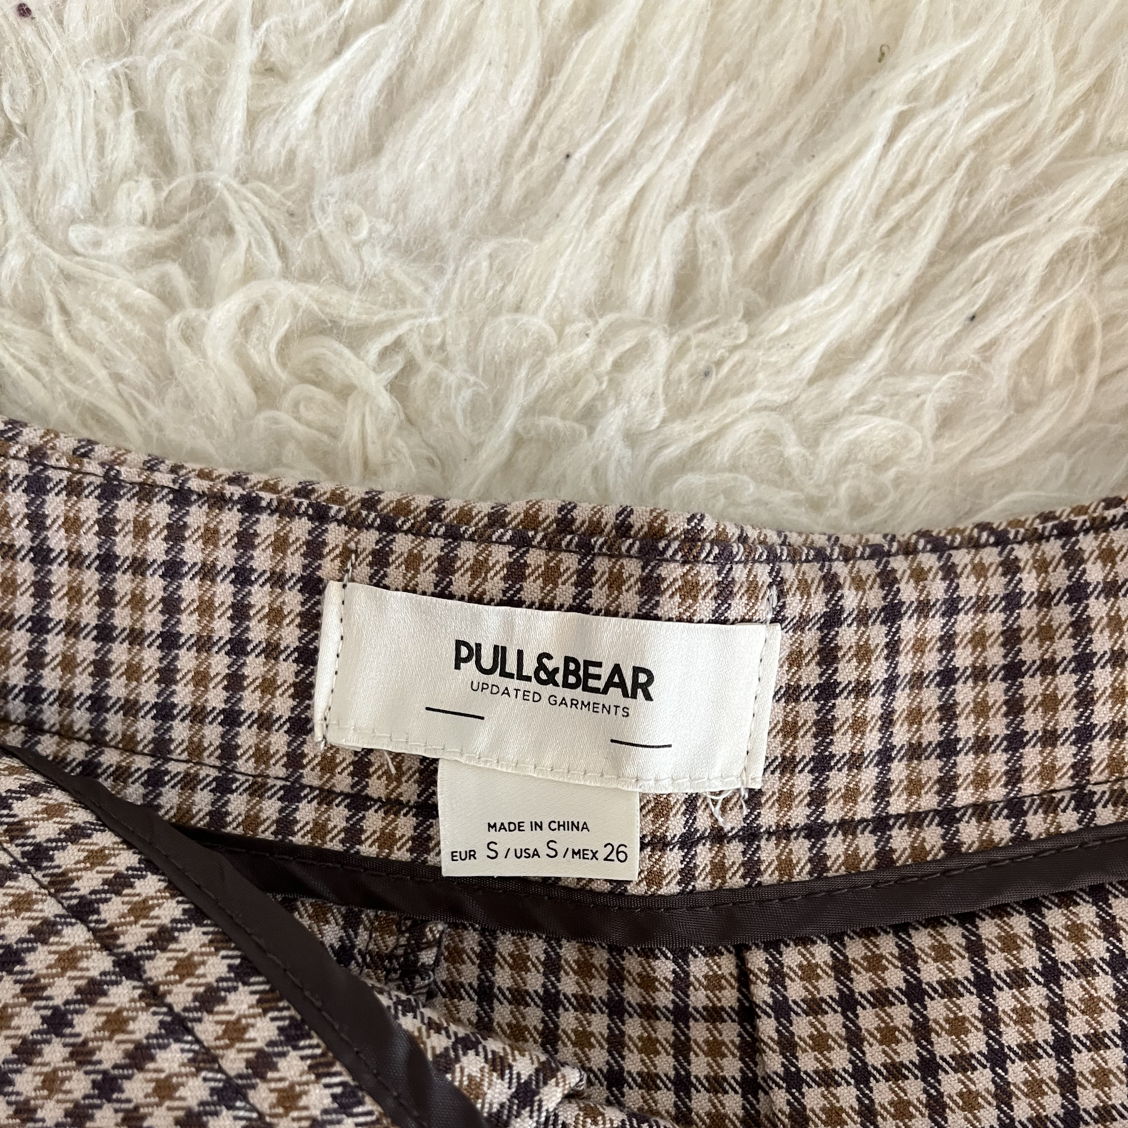 PULL&BEAR
UPDATED GARMENTS
MADE IN CHINA
EUR S / USA S / MEX 26